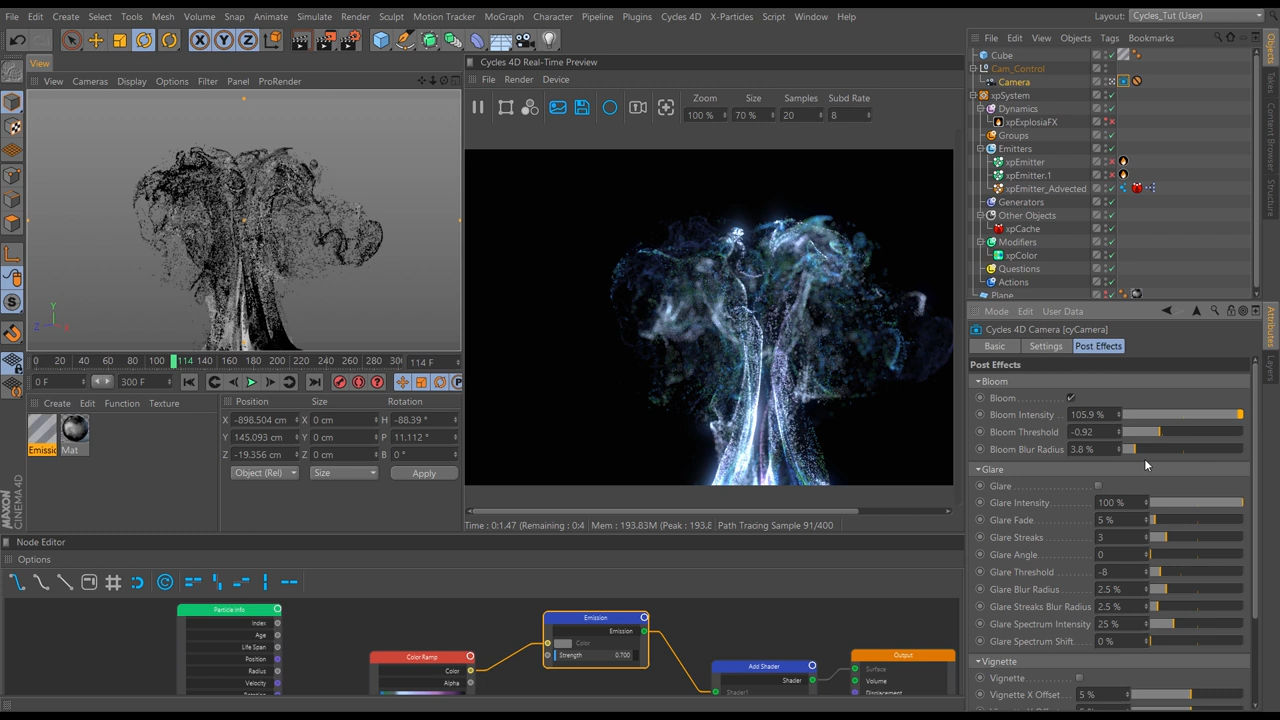 File Edit Create Select Tools Mesh Volume Snap Animate Simulate Render Sculpt Motion Tracker MoGraph Character Pipeline Plugins Cycles 4D X-Particles Script Window Help Layout: Cycles_Tut (User)
X Y Z
View
View Cameras Display Options Filter Panel ProRender
Y
Z X
0 20 40 60 80 100 114 140 160 180 200 220 240 260 280 300 114 F
0 F 300 F
Create Edit Function Texture
Emissio
Mat
MAXON
CINEMA4D
Position Size Rotation
X -898.504 cm X 0 cm H -88.39 °
Y 145.093 cm Y 0 cm P 11.112 °
Z -19.356 cm Z 0 cm B 0 °
Object (Rel) Size Apply
Cycles 4D Real-Time Preview
File Render Device
Zoom Size Samples Subd Rate
100 % 70 % 20 8
Time : 0:1.47 (Remaining : 0:4 Mem : 193.83M (Peak : 193.8 Path Tracing Sample 91/400
Node Editor
Options
Particle Info
Index
Age
Life Span
Position
Radius
Velocity
Color Ramp
Color
Alpha
Emission
Emission
Color
Strength 0.700
Add Shader
Shader
Shader1
Output
Surface
Volume
Displacement
File Edit View Objects Tags Bookmarks
Cube
Cam_Control
Camera
xpSystem
Dynamics
xpExplosiaFX
Groups
Emitters
xpEmitter
xpEmitter.1
xpEmitter_Advected
Generators
Other Objects
xpCache
Modifiers
xpColor
Questions
Actions
Plane
Objects
Takes
Content Browser
Structure
Mode Edit User Data
Cycles 4D Camera [cyCamera]
Basic Settings Post Effects
Post Effects
Bloom
Bloom
Bloom Intensity 105.9 %
Bloom Threshold -0.92
Bloom Blur Radius 3.8 %
Glare
Glare
Glare Intensity 100 %
Glare Fade 5 %
Glare Streaks 3
Glare Angle 0
Glare Threshold -8
Glare Blur Radius 2.5 %
Glare Streaks Blur Radius 2.5 %
Glare Spectrum Intensity 25 %
Glare Spectrum Shift 0 %
Vignette
Vignette
Vignette X Offset 5 %
Attributes
Layers